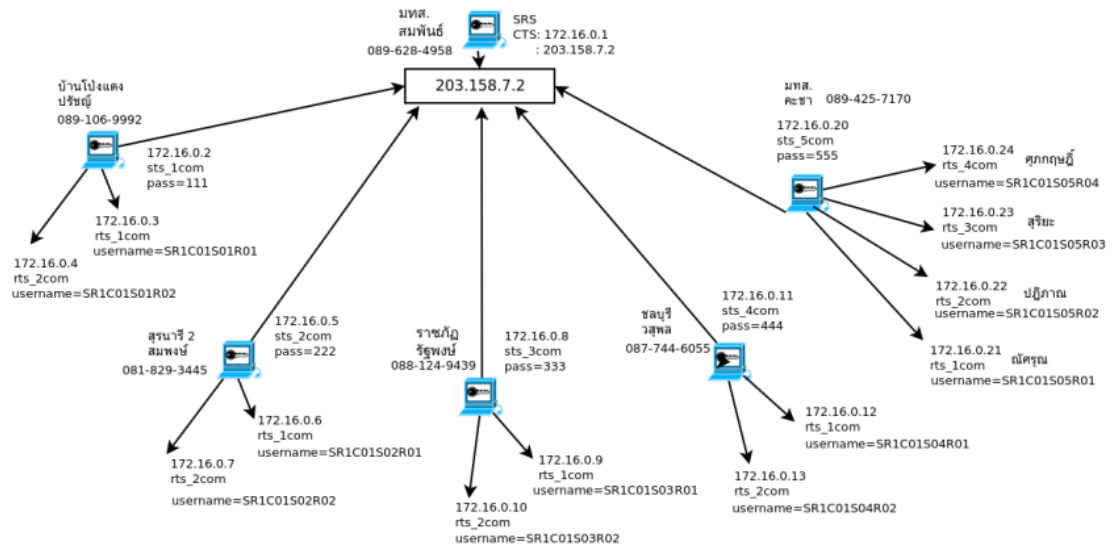 มทส.
สมพันธ์
089-628-4958
SRS
CTS: 172.16.0.1
: 203.158.7.2
203.158.7.2
บ้านโป่งแดง
ปรัชญ์
089-106-9992
172.16.0.2
sts_1com
pass=111
172.16.0.3
rts_1com
username=SR1C01S01R01
172.16.0.4
rts_2com
username=SR1C01S01R02
สุรนารี 2
สมพงษ์
081-829-3445
172.16.0.5
sts_2com
pass=222
172.16.0.6
rts_1com
username=SR1C01S02R01
172.16.0.7
rts_2com
username=SR1C01S02R02
ราชภัฏ
รัฐพงษ์
088-124-9439
172.16.0.8
sts_3com
pass=333
172.16.0.9
rts_1com
username=SR1C01S03R01
172.16.0.10
rts_2com
username=SR1C01S03R02
ชลบุรี
วสุพล
087-744-6055
172.16.0.11
sts_4com
pass=444
172.16.0.12
rts_1com
username=SR1C01S04R01
172.16.0.13
rts_2com
username=SR1C01S04R02
มทส.
คะชา 089-425-7170
172.16.0.20
sts_5com
pass=555
172.16.0.24
rts_4com ศุภกฤษฎิ์
username=SR1C01S05R04
172.16.0.23
rts_3com สุริยะ
username=SR1C01S05R03
172.16.0.22
rts_2com ปฏิภาณ
username=SR1C01S05R02
172.16.0.21
rts_1com ณัศรุณ
username=SR1C01S05R01